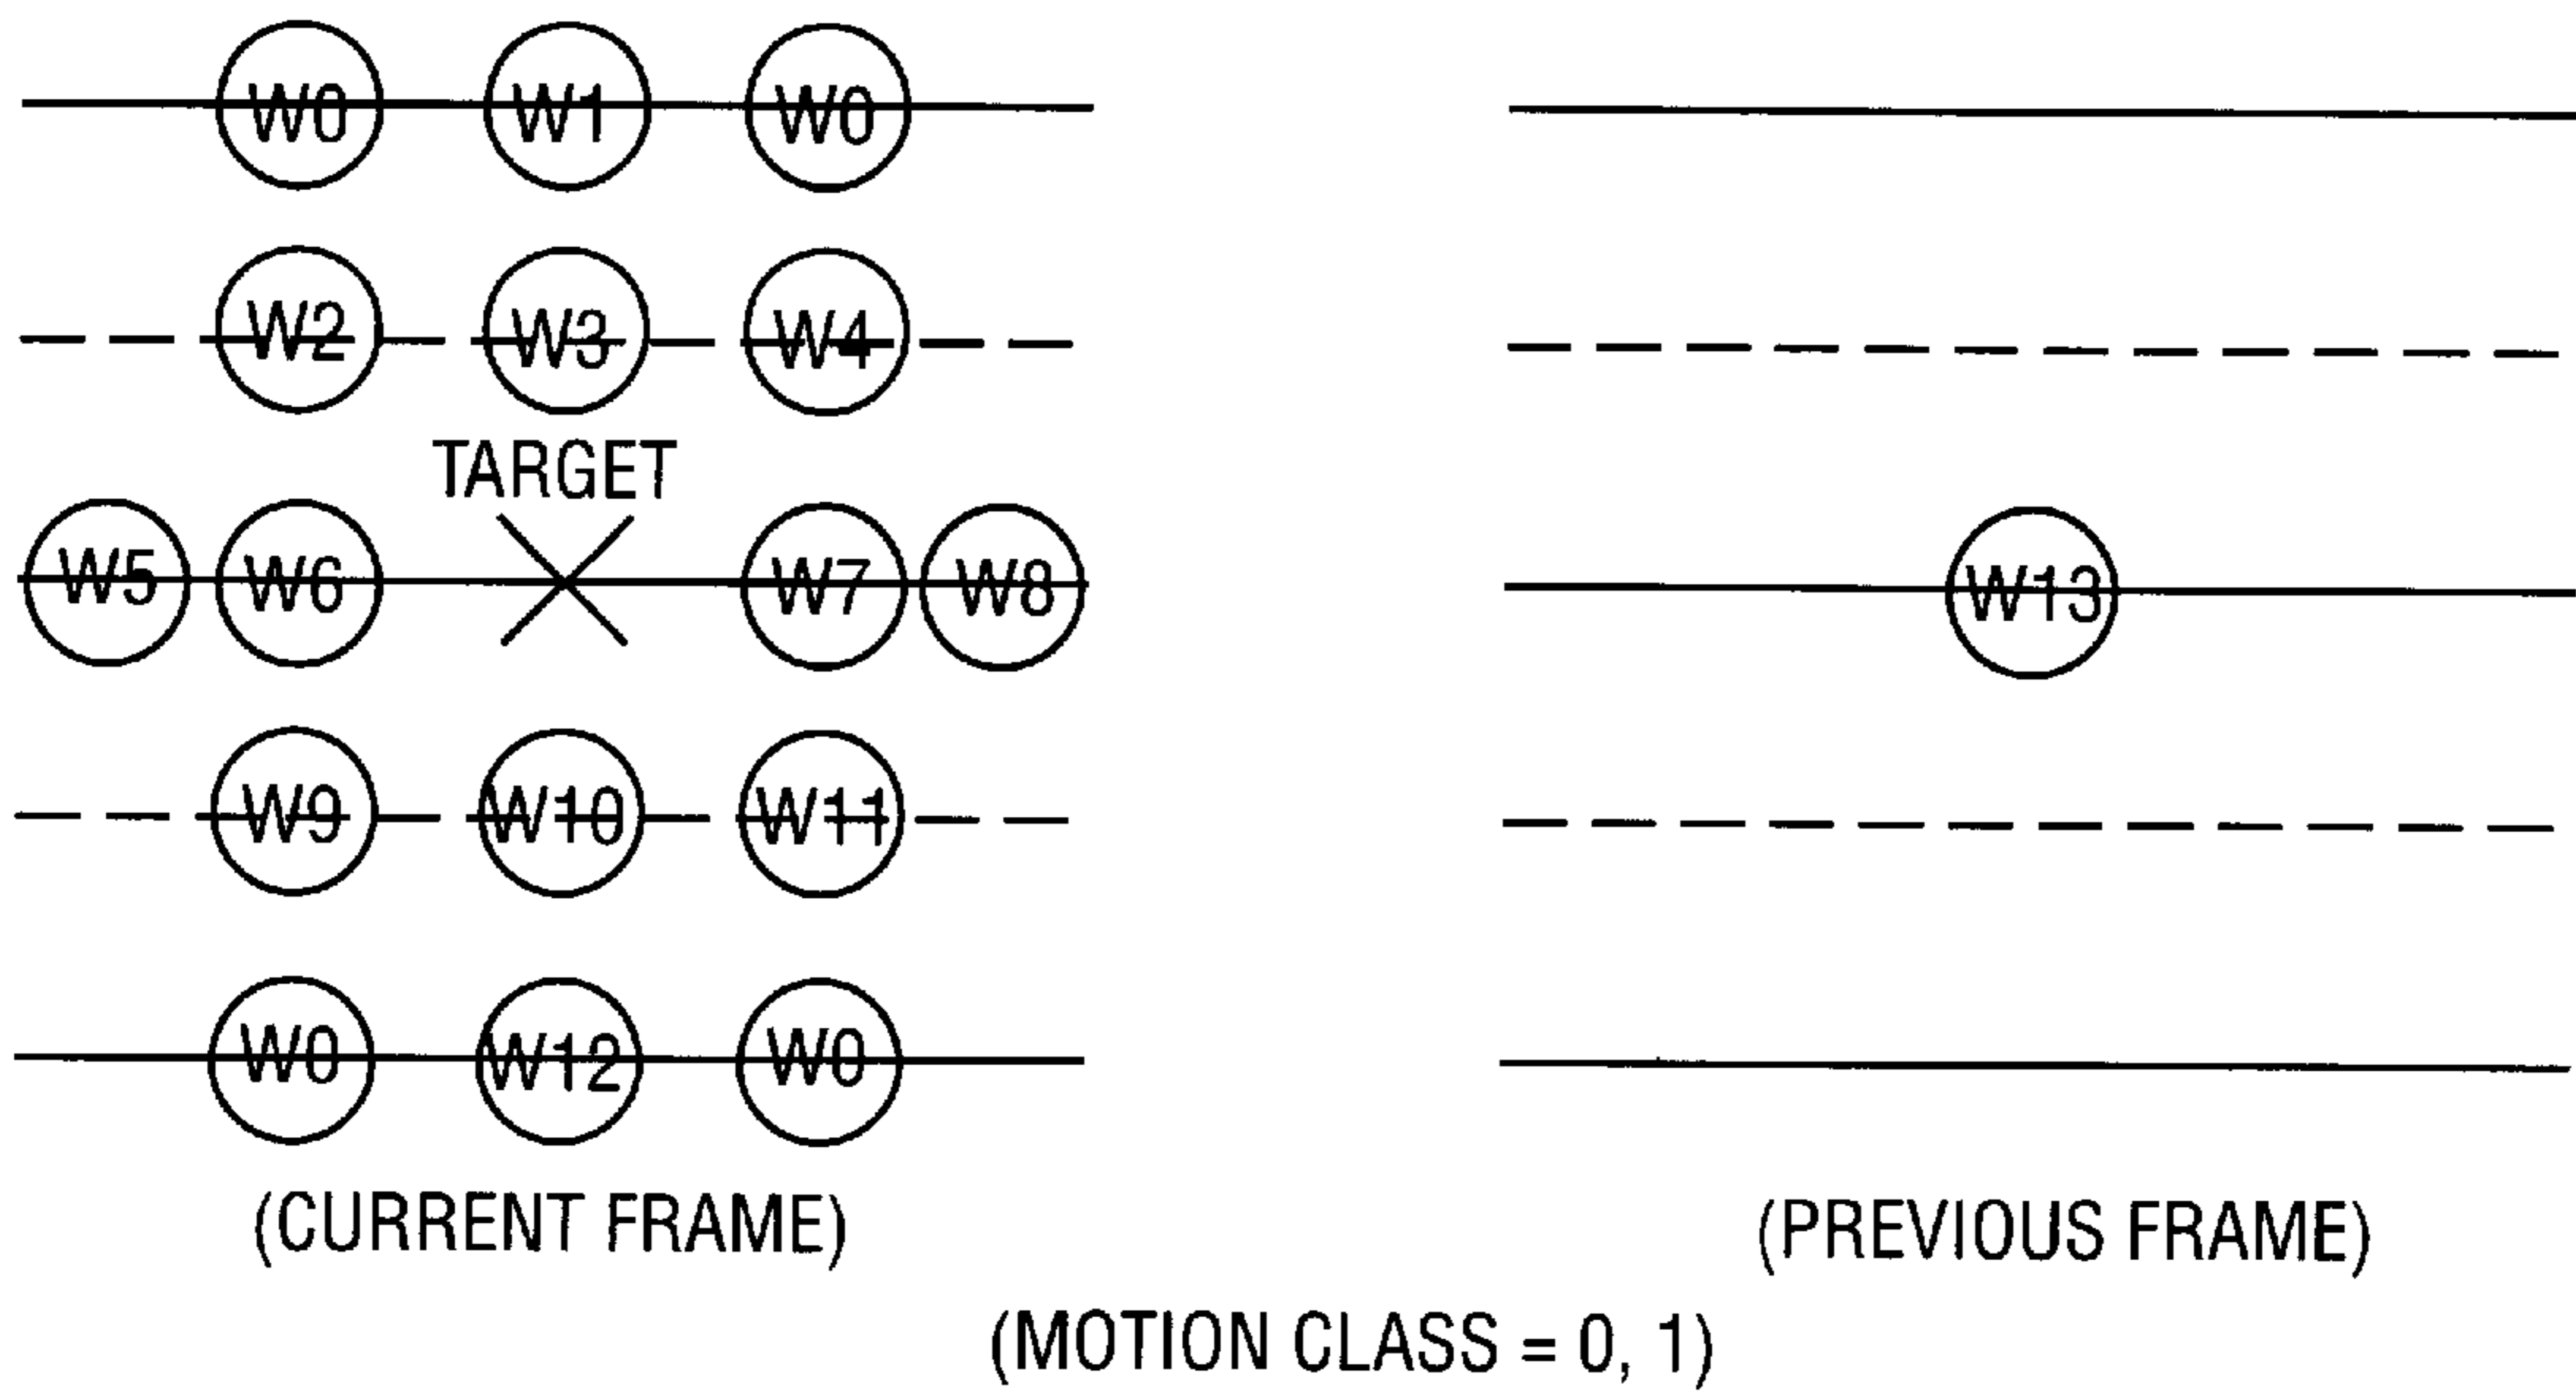 W0 W1 W0
W2 W3 W4
TARGET
W5 W6 W7 W8 W13
W9 W10 W11
W0 W12 W0
(CURRENT FRAME) (PREVIOUS FRAME)
(MOTION CLASS = 0, 1)